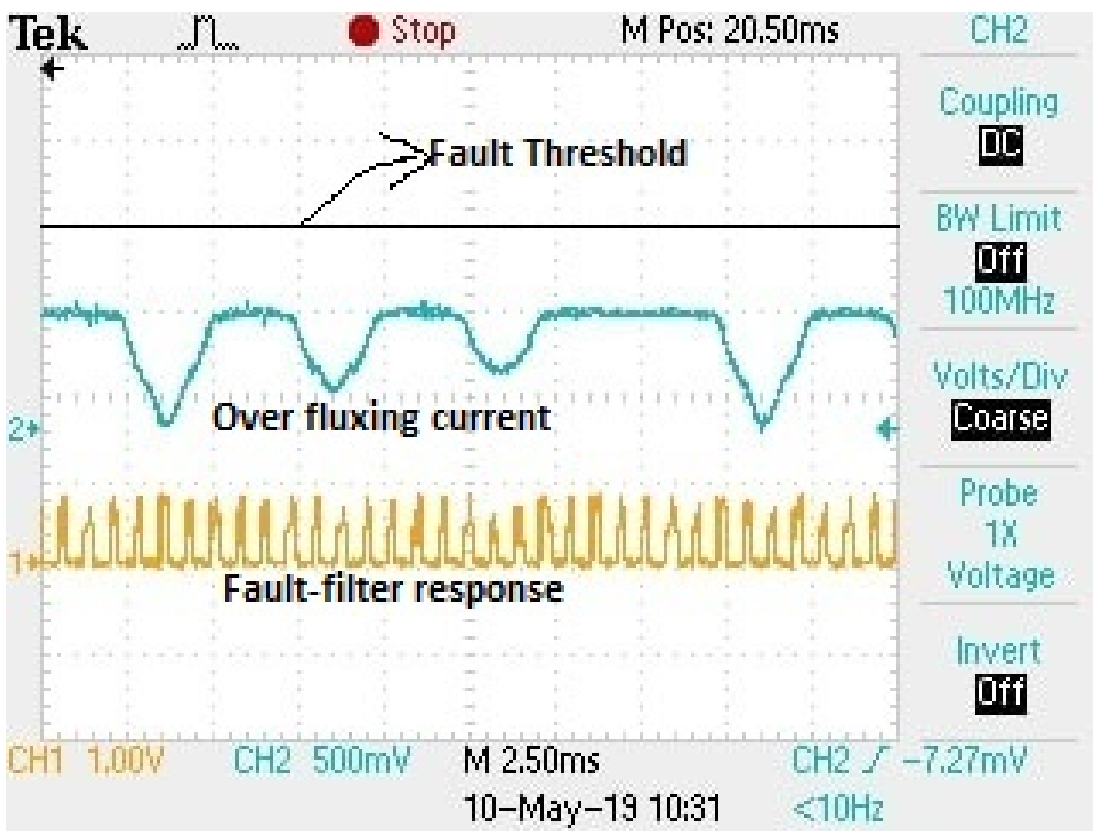 Tek Stop M Pos: 20.50ms CH2
Coupling
DC
Fault Threshold
BW Limit
Off
100MHz
Volts/Div
Coarse
2
Over fluxing current
Probe
1X
Voltage
1
Fault-filter response
Invert
Off
CH1 1.00V CH2 500mV M 2.50ms CH2 -7.27mV
10-May-19 10:31 <10Hz